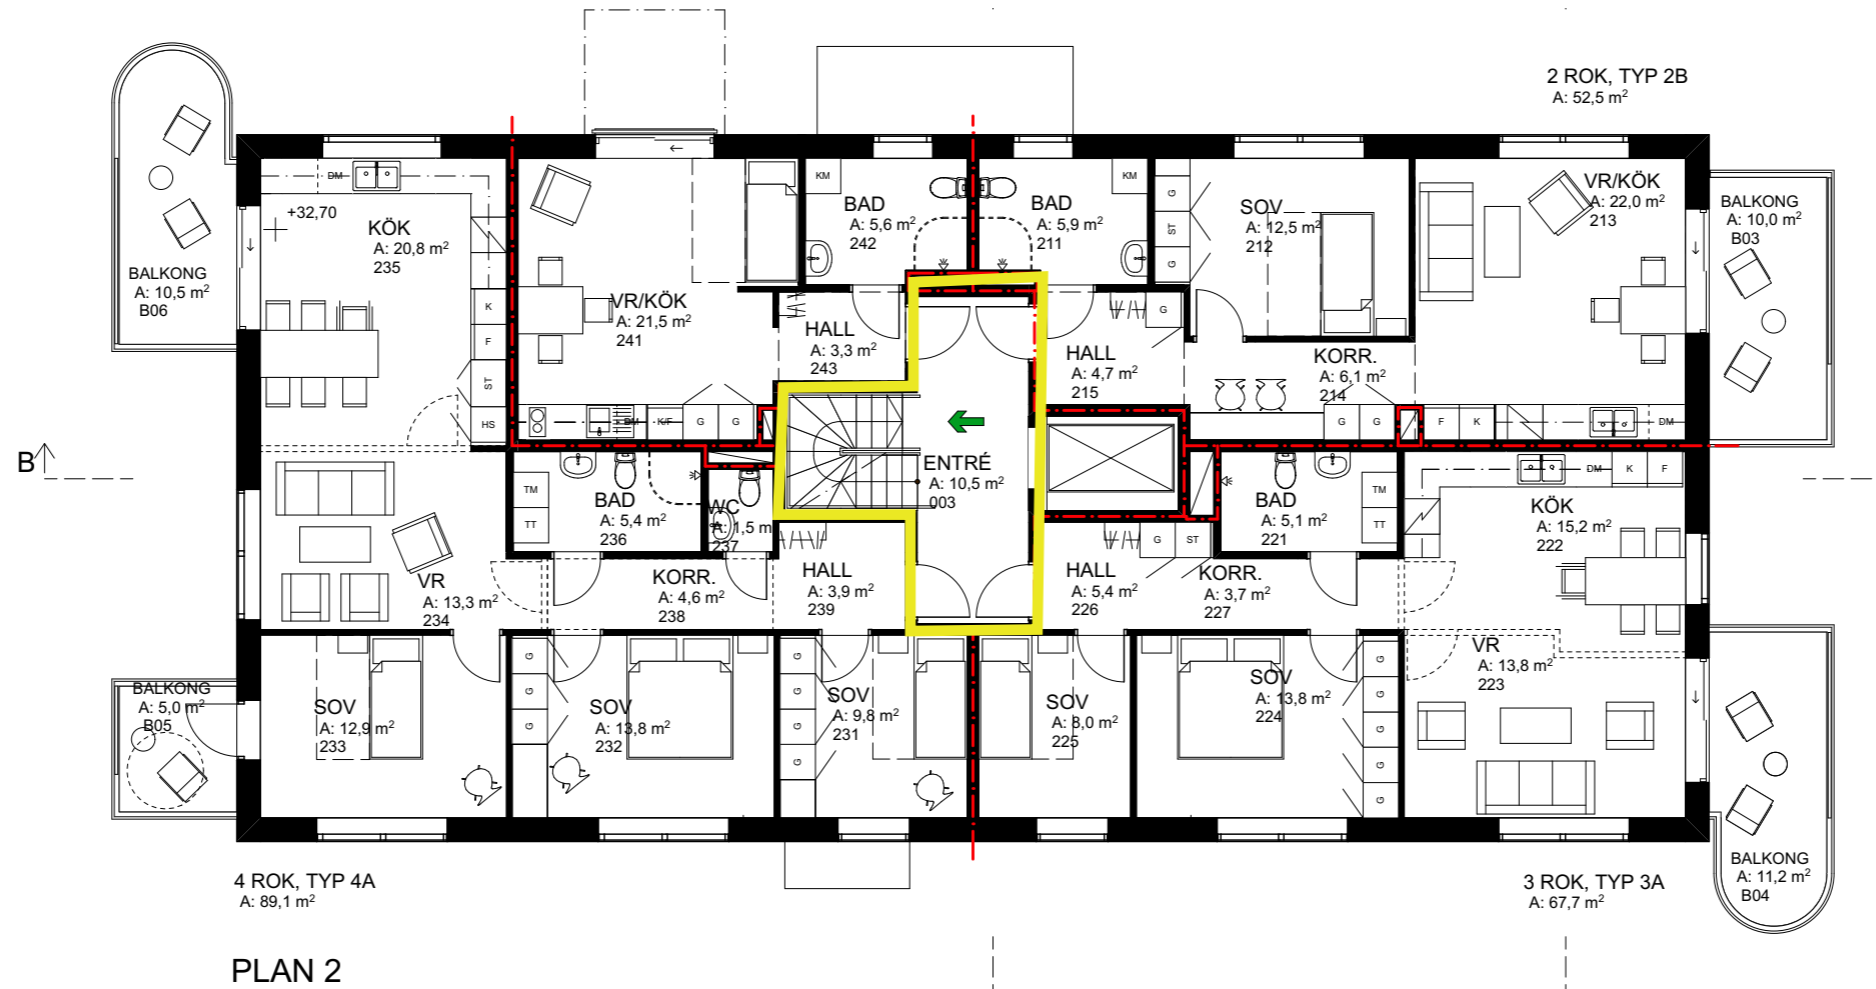 2 ROK, TYP 2B
A: 52,5 m²
BALKONG
A: 10,5 m²
B06
+32,70
DM
KÖK
A: 20,8 m²
235
K
F
ST
HS
VR/KÖK
A: 21,5 m²
241
DM
K/F
G
G
KM
BAD
A: 5,6 m²
242
HALL
A: 3,3 m²
243
BAD
A: 5,9 m²
211
KM
HALL
A: 4,7 m²
215
G
G
ST
G
SOV
A: 12,5 m²
212
KORR.
A: 6,1 m²
214
G
G
F
K
DM
VR/KÖK
A: 22,0 m²
213
BALKONG
A: 10,0 m²
B03
B
ENTRÉ
A: 10,5 m²
003
TM
TT
BAD
A: 5,4 m²
236
WC
A: 1,5 m
237
VR
A: 13,3 m²
234
KORR.
A: 4,6 m²
238
HALL
A: 3,9 m²
239
HALL
A: 5,4 m²
226
G
ST
KORR.
A: 3,7 m²
227
BAD
A: 5,1 m²
221
TM
TT
DM
K
F
KÖK
A: 15,2 m²
222
VR
A: 13,8 m²
223
BALKONG
A: 5,0 m²
B05
SOV
A: 12,9 m²
233
G
G
G
SOV
A: 13,8 m²
232
G
G
G
G
SOV
A: 9,8 m²
231
SOV
A: 8,0 m²
225
SOV
A: 13,8 m²
224
G
G
G
G
G
BALKONG
A: 11,2 m²
B04
4 ROK, TYP 4A
A: 89,1 m²
3 ROK, TYP 3A
A: 67,7 m²
PLAN 2